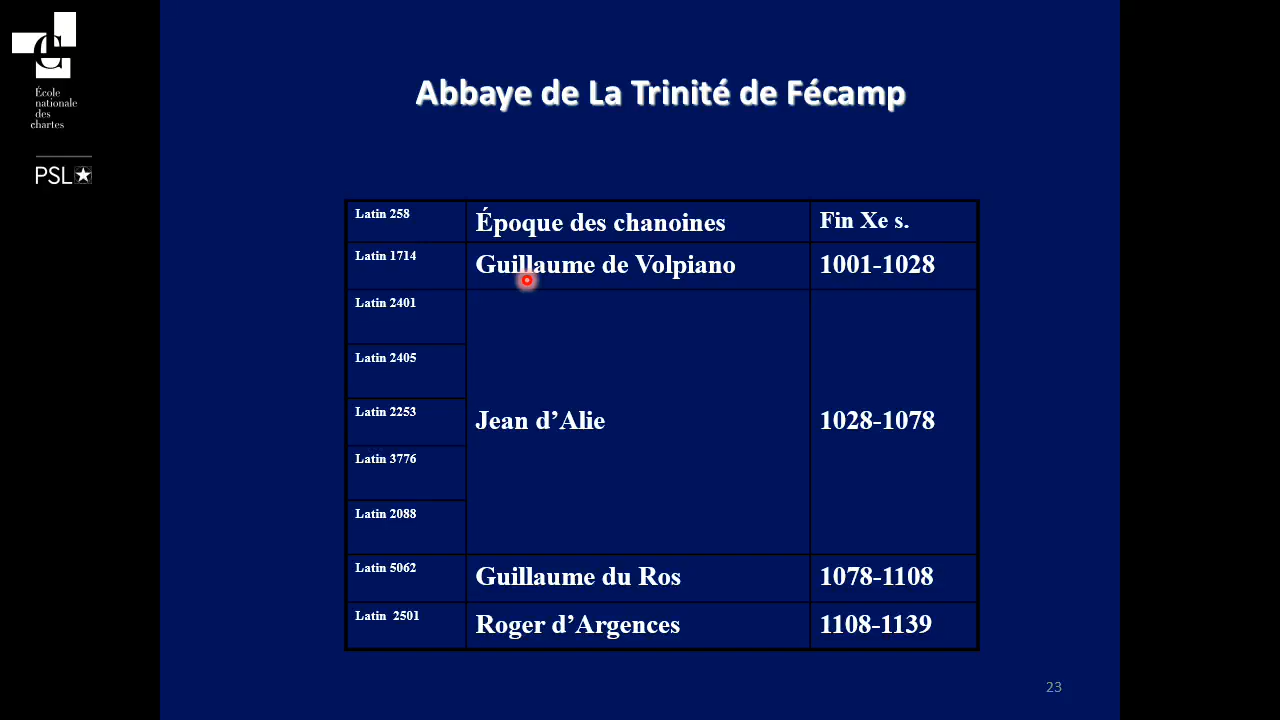 École
nationale
des
chartes
PSL
Abbaye de La Trinité de Fécamp
Latin 258 Époque des chanoines Fin Xe s.
Latin 1714 Guillaume de Volpiano 1001-1028
Latin 2401
Latin 2405
Latin 2253 Jean d’Alie 1028-1078
Latin 3776
Latin 2088
Latin 5062 Guillaume du Ros 1078-1108
Latin 2501 Roger d’Argences 1108-1139
23